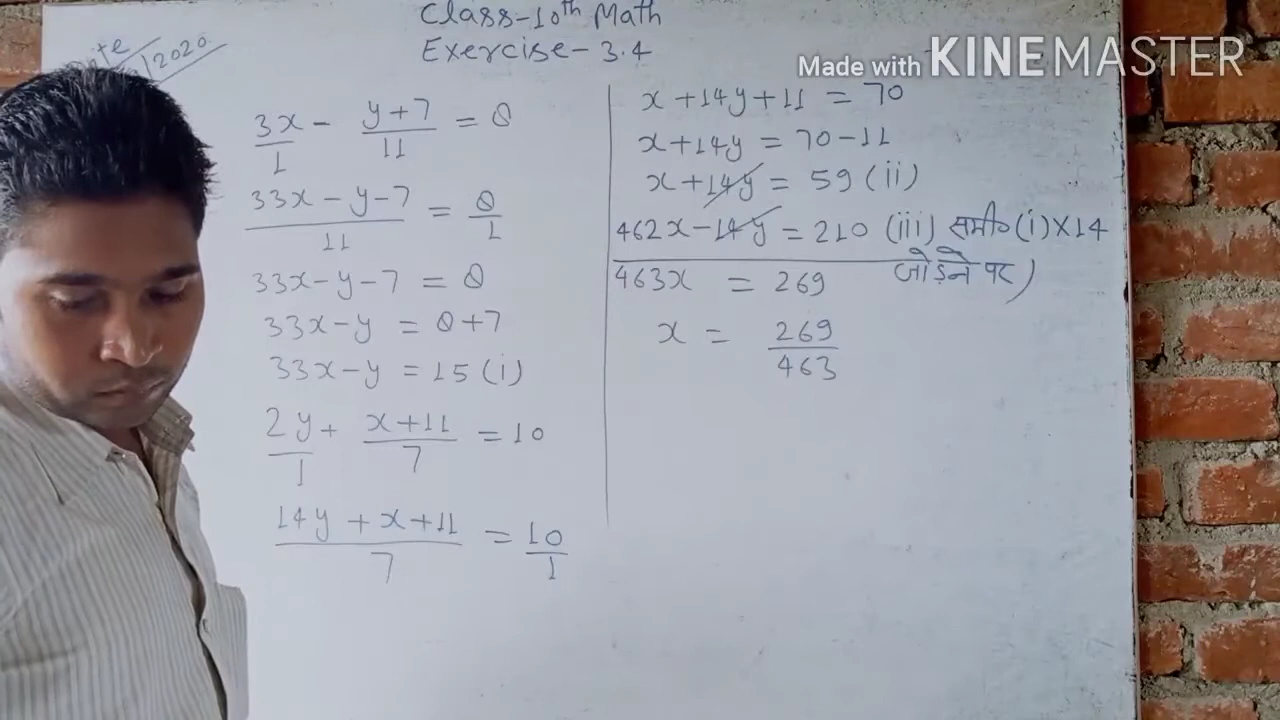 Class-10th Math
Exercise-3.4
/2020
Made with KINEMASTER
3x/1 - (y+7)/11 = 8
(33x-y-7)/11 = 8/1
33x-y-7 = 8
33x-y = 8+7
33x-y = 15 (i)
2y/1 + (x+11)/7 = 10
(14y+x+11)/7 = 10/1
x+14y+11 = 70
x+14y = 70-11
x+14y = 59 (ii)
462x-14y = 210 (iii) समी० (i)×14
463x = 269 जोड़ने पर)
x = 269/463